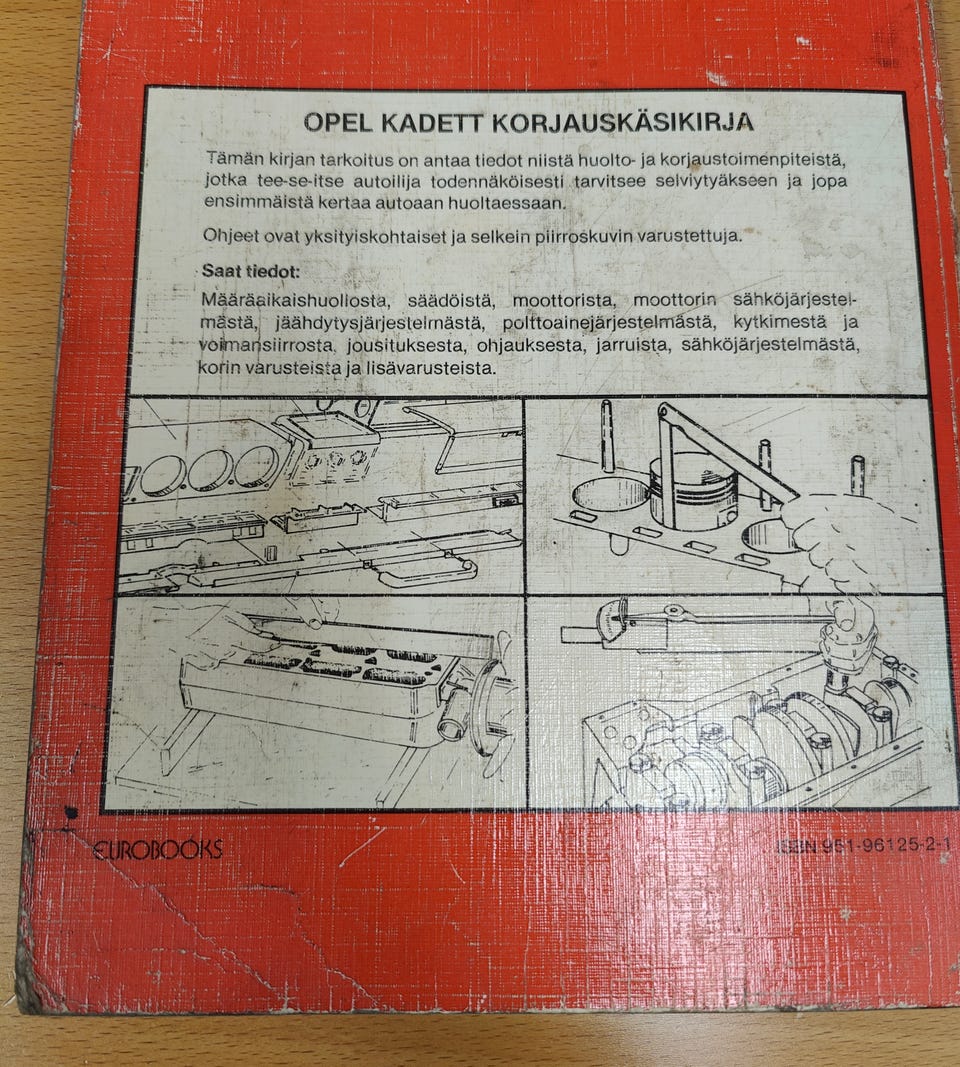 OPEL KADETT KORJAUSKÄSIKIRJA
Tämän kirjan tarkoitus on antaa tiedot niistä huolto- ja korjaustoimenpiteistä,
jotka tee-se-itse autoilija todennäköisesti tarvitsee selviytyäkseen ja jopa
ensimmäistä kertaa autoaan huoltaessaan.
Ohjeet ovat yksityiskohtaiset ja selkein piirroskuvin varustettuja.
Saat tiedot:
Määräaikaishuollosta, säädöistä, moottorista, moottorin sähköjärjestel-
mästä, jäähdytysjärjestelmästä, polttoainejärjestelmästä, kytkimestä ja
voimansiirrosta, jousituksesta, ohjauksesta, jarruista, sähköjärjestelmästä,
korin varusteista ja lisävarusteista.
EUROBOOKS
ISBN 951-96125-2-1